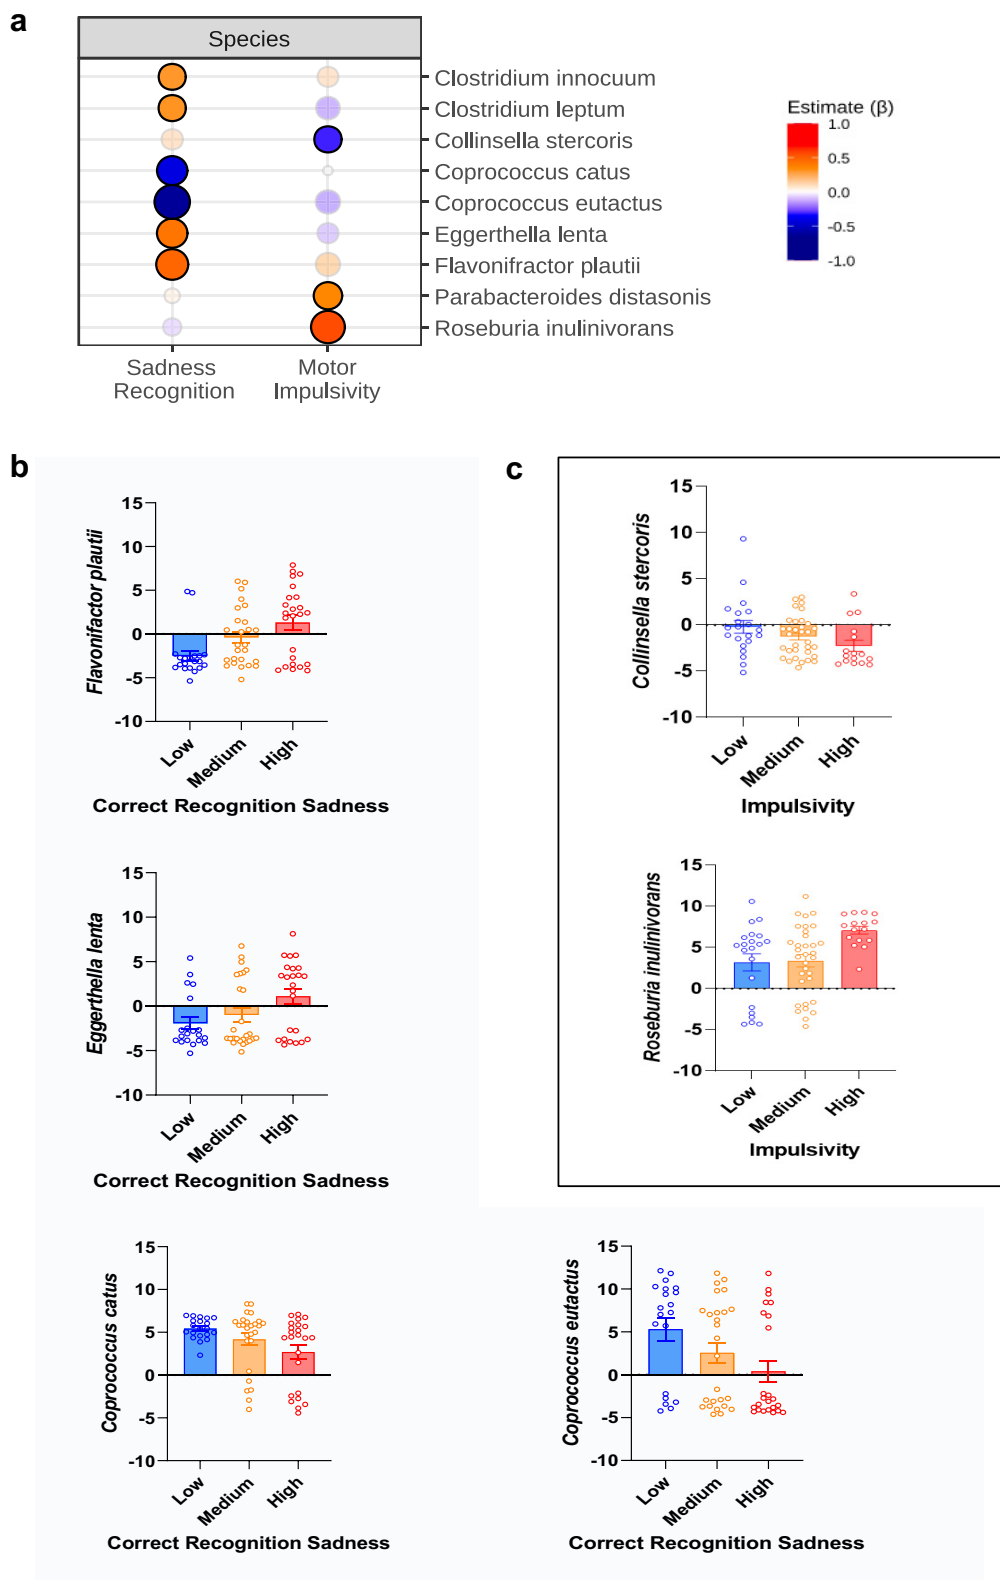 a
Species
Clostridium innocuum
Clostridium leptum
Collinsella stercoris
Coprococcus catus
Coprococcus eutactus
Eggerthella lenta
Flavonifractor plautii
Parabacteroides distasonis
Roseburia inulinivorans
Sadness
Recognition
Motor
Impulsivity
Estimate (β)
1.0
0.5
0.0
-0.5
-1.0
b
Flavonifactor plautii
15
10
5
0
-5
-10
Low
Medium
High
Correct Recognition Sadness
Eggerthella lenta
15
10
5
0
-5
-10
Low
Medium
High
Correct Recognition Sadness
Coprococcus catus
15
10
5
0
-5
-10
Low
Medium
High
Correct Recognition Sadness
Coprococcus eutactus
15
10
5
0
-5
-10
Low
Medium
High
Correct Recognition Sadness
c
Collinsella stercoris
15
10
5
0
-5
-10
Low
Medium
High
Impulsivity
Roseburia inulinivorans
15
10
5
0
-5
-10
Low
Medium
High
Impulsivity